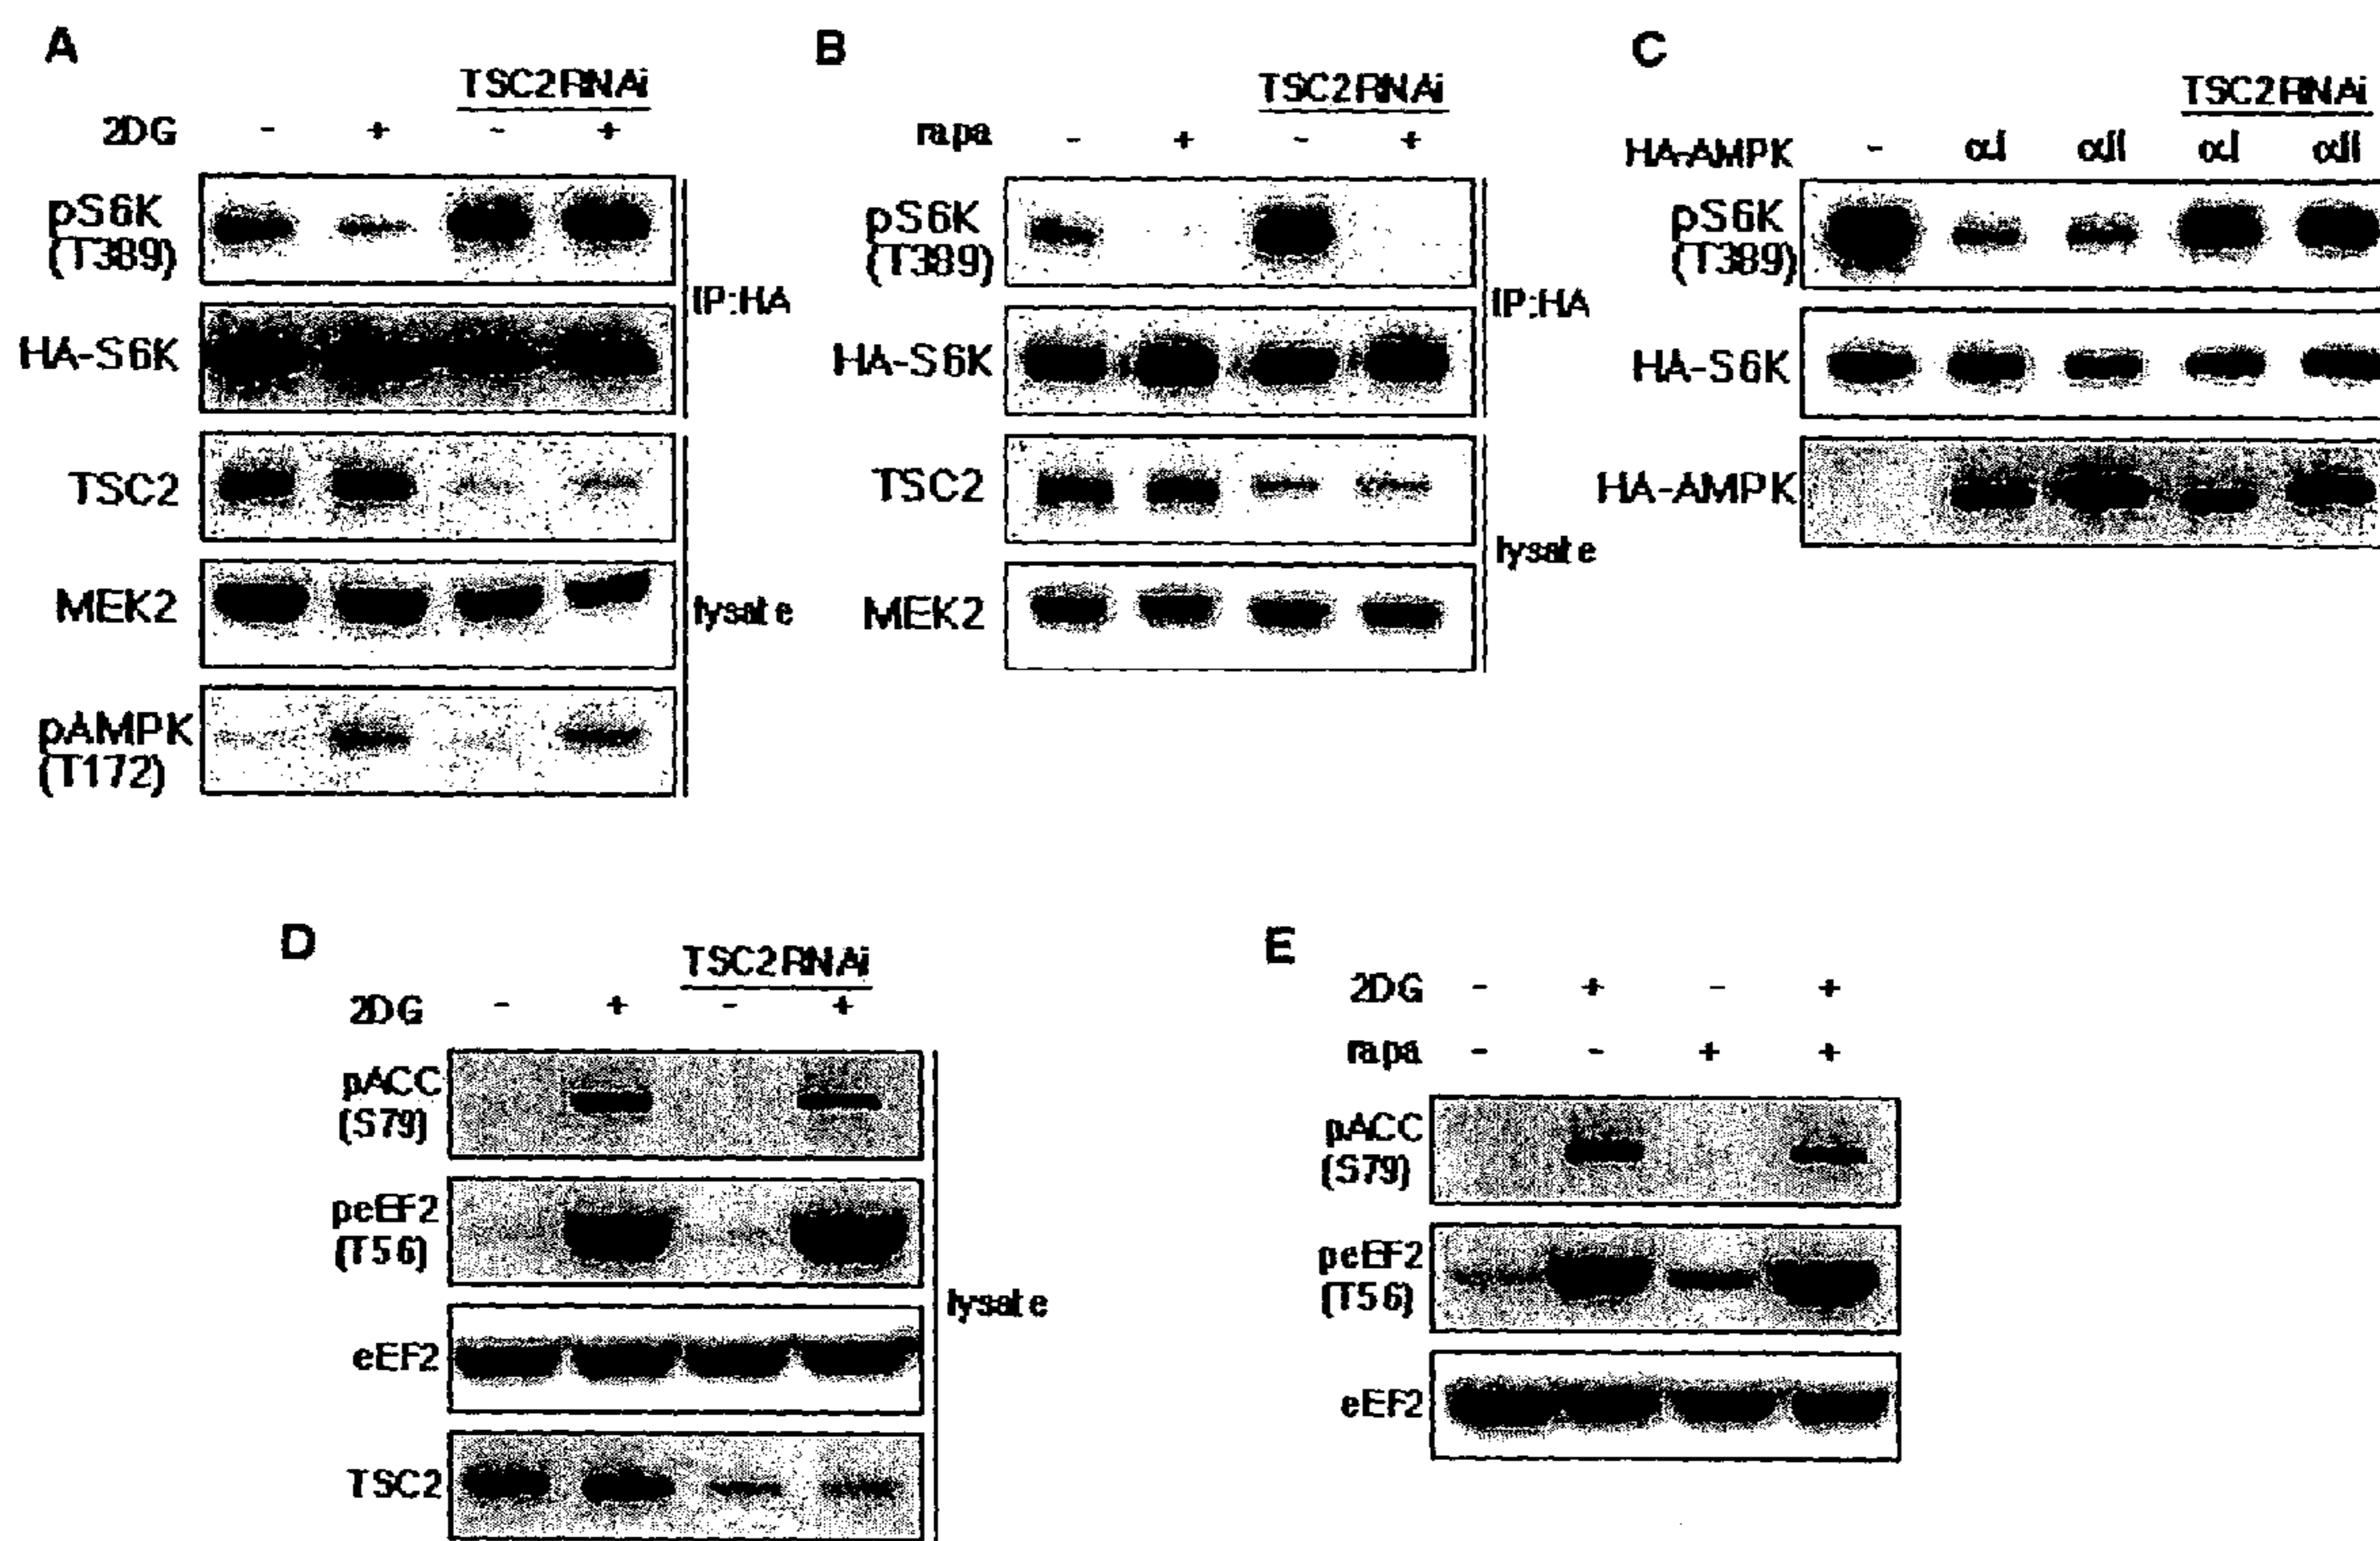 A
TSC2RNAi
2DG - + - +
pS6K
(T389)
HA-S6K
IP:HA
TSC2
MEK2
pAMPK
(T172)
lysate
B
TSC2RNAi
rapa - + - +
pS6K
(T389)
HA-S6K
IP:HA
TSC2
MEK2
lysate
C
TSC2RNAi
HA-AMPK - αI αII αI αII
pS6K
(T389)
HA-S6K
HA-AMPK
D
TSC2RNAi
2DG - + - +
pACC
(S79)
peEF2
(T56)
eEF2
TSC2
lysate
E
2DG - + - +
rapa - - + +
pACC
(S79)
peEF2
(T56)
eEF2